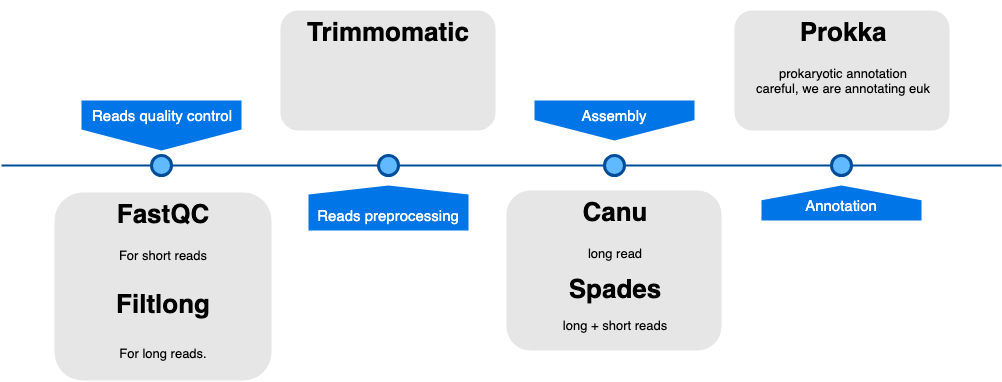 Trimmomatic
Prokka
prokaryotic annotation
careful, we are annotating euk
Reads quality control
Assembly
Reads preprocessing
Annotation
FastQC
For short reads
Filtlong
For long reads.
Canu
long read
Spades
long + short reads